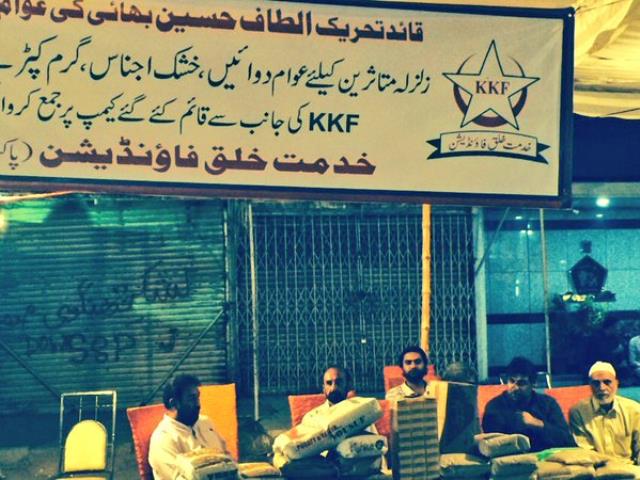 قائد تحریک الطاف حسین بھائی کی عوام
زلزلہ متاثرین کیلئے عوام دوائیں، خشک اجناس، گرم کپڑے
KKF کی جانب سے قائم کئے گئے کیمپ پر جمع کروا
خدمت خلق فاؤنڈیشن (پاک
KKF
خدمت خلق فاؤنڈیشن